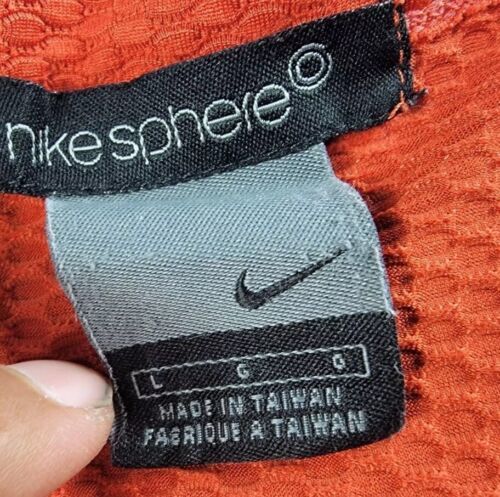 nikesphere©
L G G
MADE IN TAIWAN
FABRIQUE A TAIWAN